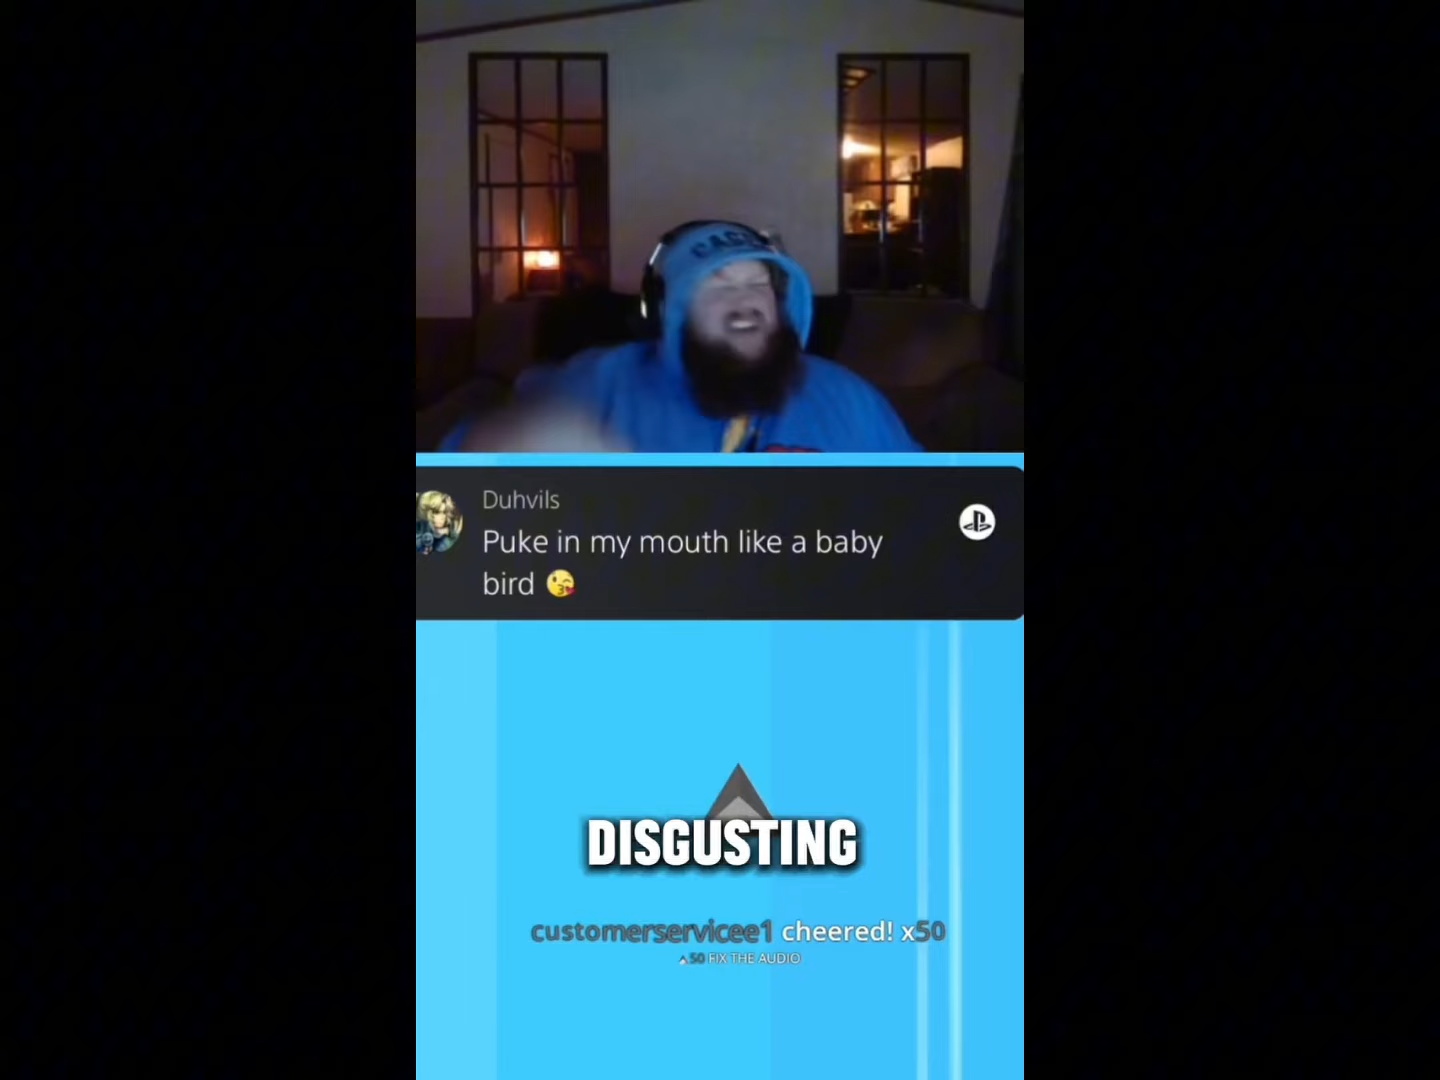 Duhvils
Puke in my mouth like a baby
bird 😘
DISGUSTING
customerservicee1 cheered! x50
50 FIX THE AUDIO